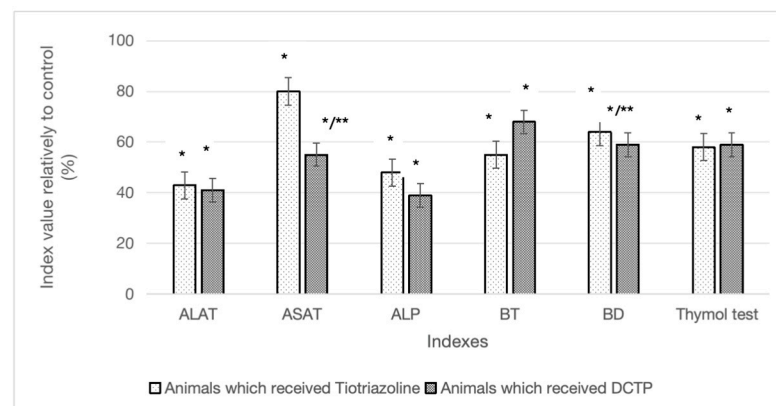 Index value relatively to control
(%)
100
80
60
40
20
0
* * * */** * * * * * */** * *
ALAT ASAT ALP BT BD Thymol test
Indexes
Animals which received Tiotriazoline Animals which received DCTP